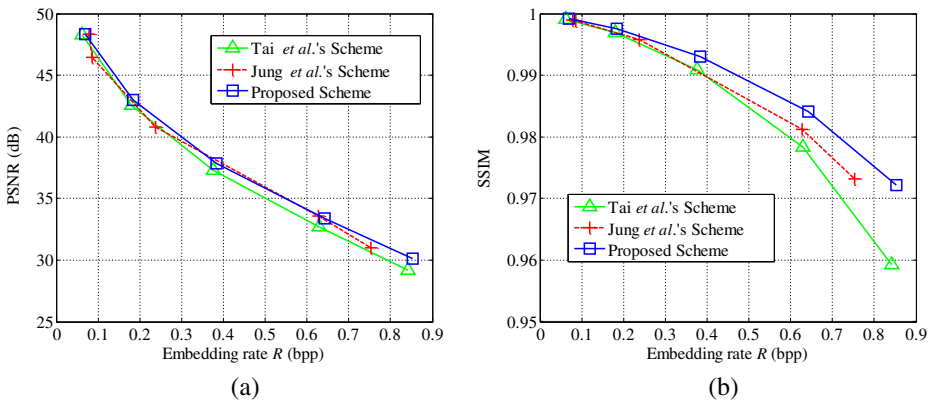 50
45
40
35
30
25
PSNR (dB)
0 0.1 0.2 0.3 0.4 0.5 0.6 0.7 0.8 0.9
Embedding rate R (bpp)
Tai et al.'s Scheme
Jung et al.'s Scheme
Proposed Scheme
(a)
1
0.99
0.98
0.97
0.96
0.95
SSIM
0 0.1 0.2 0.3 0.4 0.5 0.6 0.7 0.8 0.9
Embedding rate R (bpp)
Tai et al.'s Scheme
Jung et al.'s Scheme
Proposed Scheme
(b)